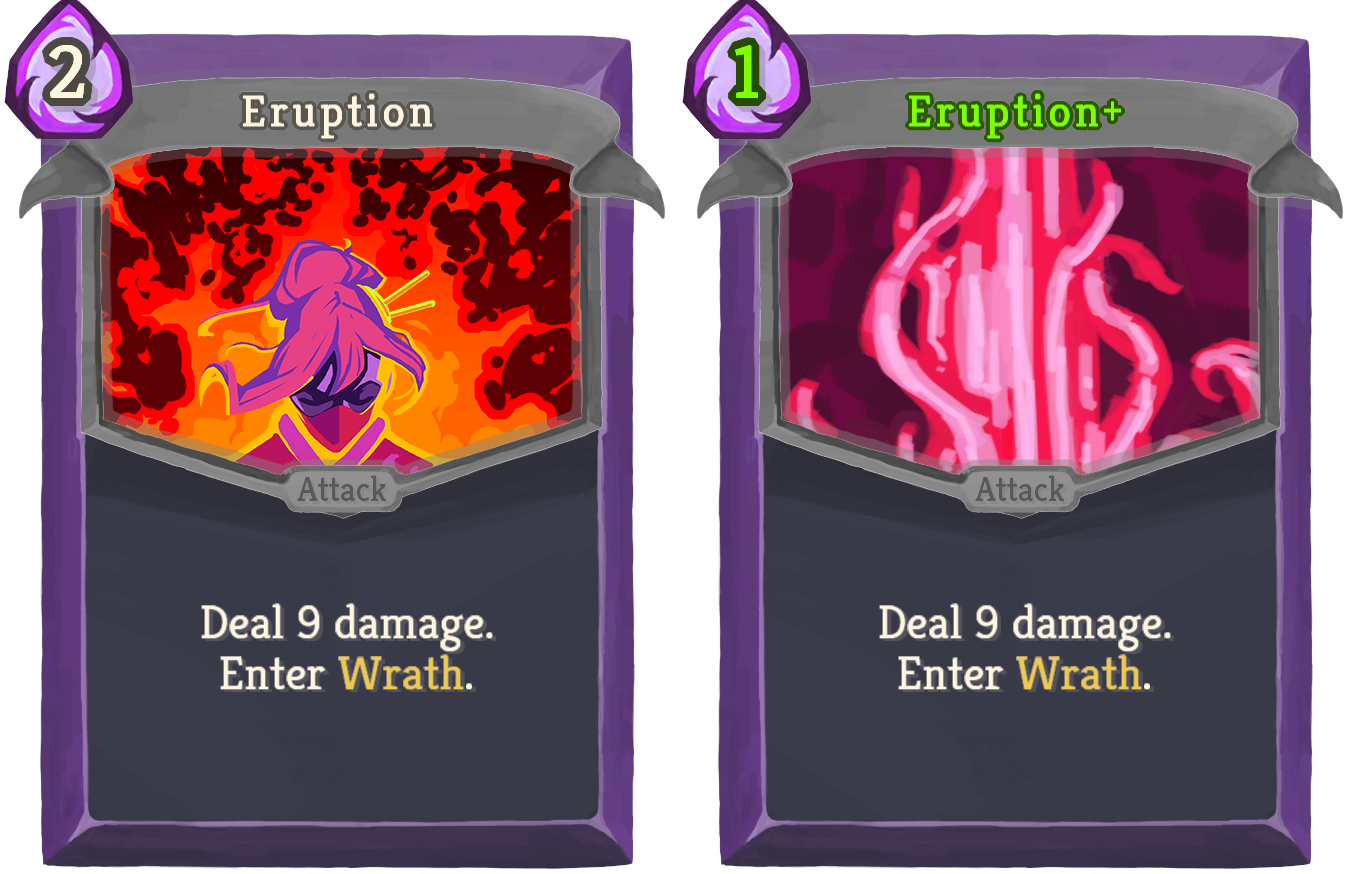 2
Eruption
Attack
Deal 9 damage.
Enter Wrath.
1
Eruption+
Attack
Deal 9 damage.
Enter Wrath.